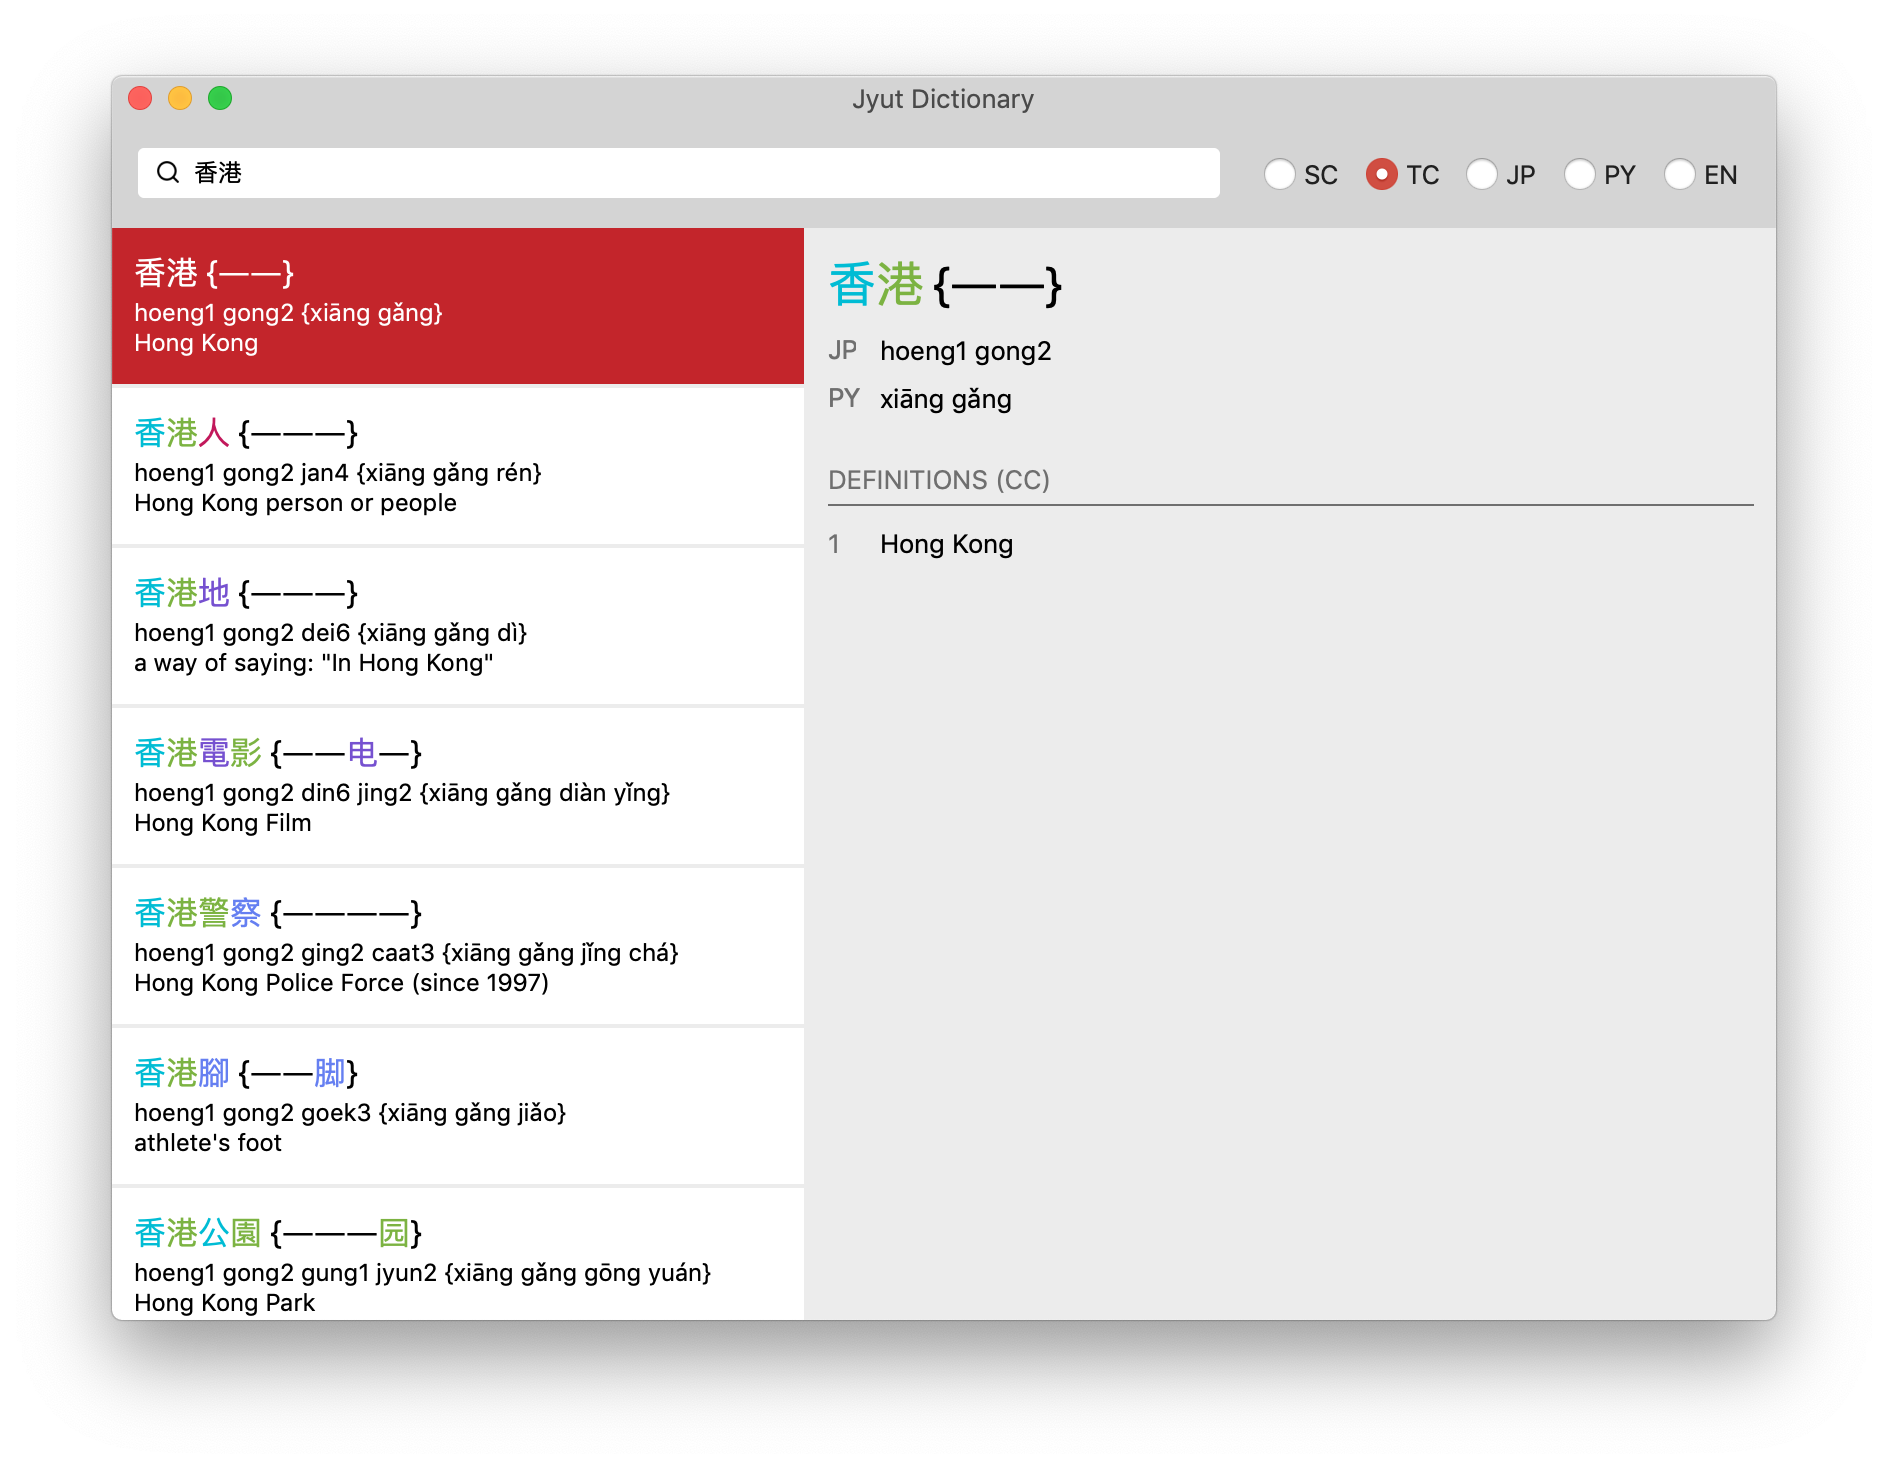 Jyut Dictionary
香港
SC TC JP PY EN
香港 {——}
hoeng1 gong2 {xiāng gǎng}
Hong Kong
香港人 {———}
hoeng1 gong2 jan4 {xiāng gǎng rén}
Hong Kong person or people
香港地 {———}
hoeng1 gong2 dei6 {xiāng gǎng dì}
a way of saying: "In Hong Kong"
香港電影 {——电—}
hoeng1 gong2 din6 jing2 {xiāng gǎng diàn yǐng}
Hong Kong Film
香港警察 {————}
hoeng1 gong2 ging2 caat3 {xiāng gǎng jǐng chá}
Hong Kong Police Force (since 1997)
香港腳 {——脚}
hoeng1 gong2 goek3 {xiāng gǎng jiǎo}
athlete's foot
香港公園 {———园}
hoeng1 gong2 gung1 jyun2 {xiāng gǎng gōng yuán}
Hong Kong Park
香港 {——}
JP hoeng1 gong2
PY xiāng gǎng
DEFINITIONS (CC)
1 Hong Kong